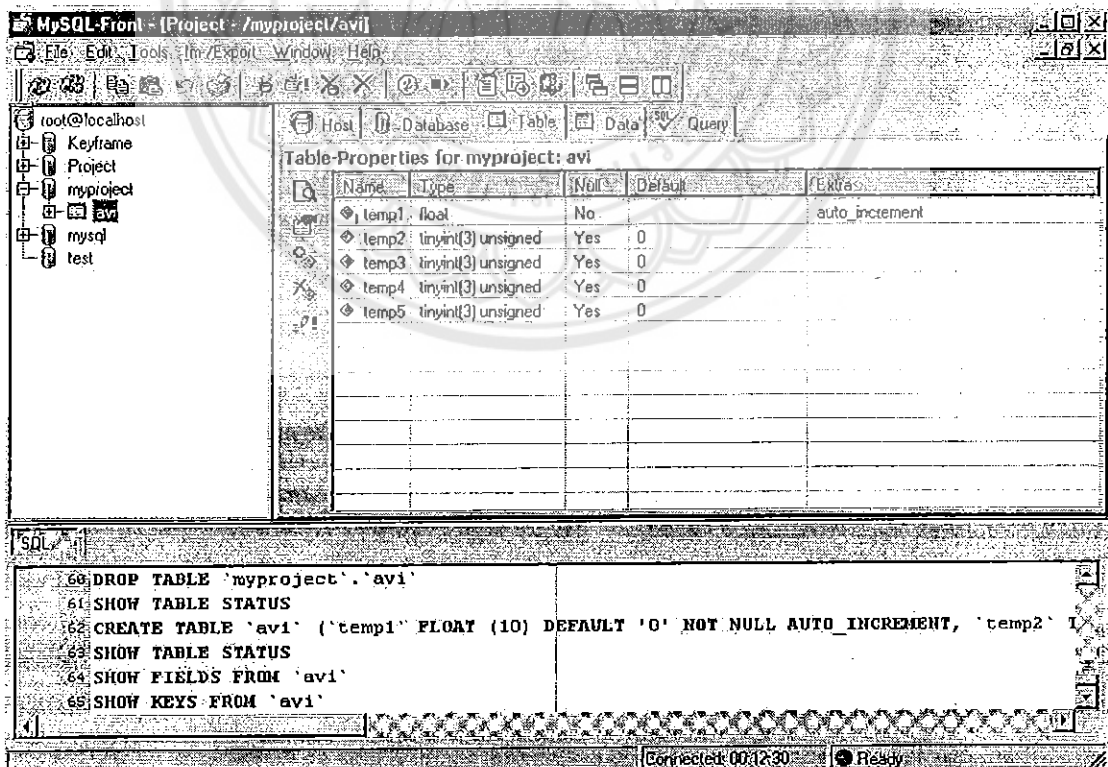 MySQL-Front - [Project - /myproject/avi]
File Edit Tools Im-/Export Window Help
root@localhost
Keyframe
Project
myproject
avi
mysql
test
Host Database Table Data SQL Query
Table-Properties for myproject: avi
Name Type Null Default Extra
temp1 float No auto_increment
temp2 tinyint(3) unsigned Yes 0
temp3 tinyint(3) unsigned Yes 0
temp4 tinyint(3) unsigned Yes 0
temp5 tinyint(3) unsigned Yes 0
SQL
60 DROP TABLE `myproject`.`avi`
61 SHOW TABLE STATUS
62 CREATE TABLE `avi` (`temp1` FLOAT (10) DEFAULT '0' NOT NULL AUTO_INCREMENT, `temp2`
63 SHOW TABLE STATUS
64 SHOW FIELDS FROM `avi`
65 SHOW KEYS FROM `avi`
Connected: 00:12:30 Ready